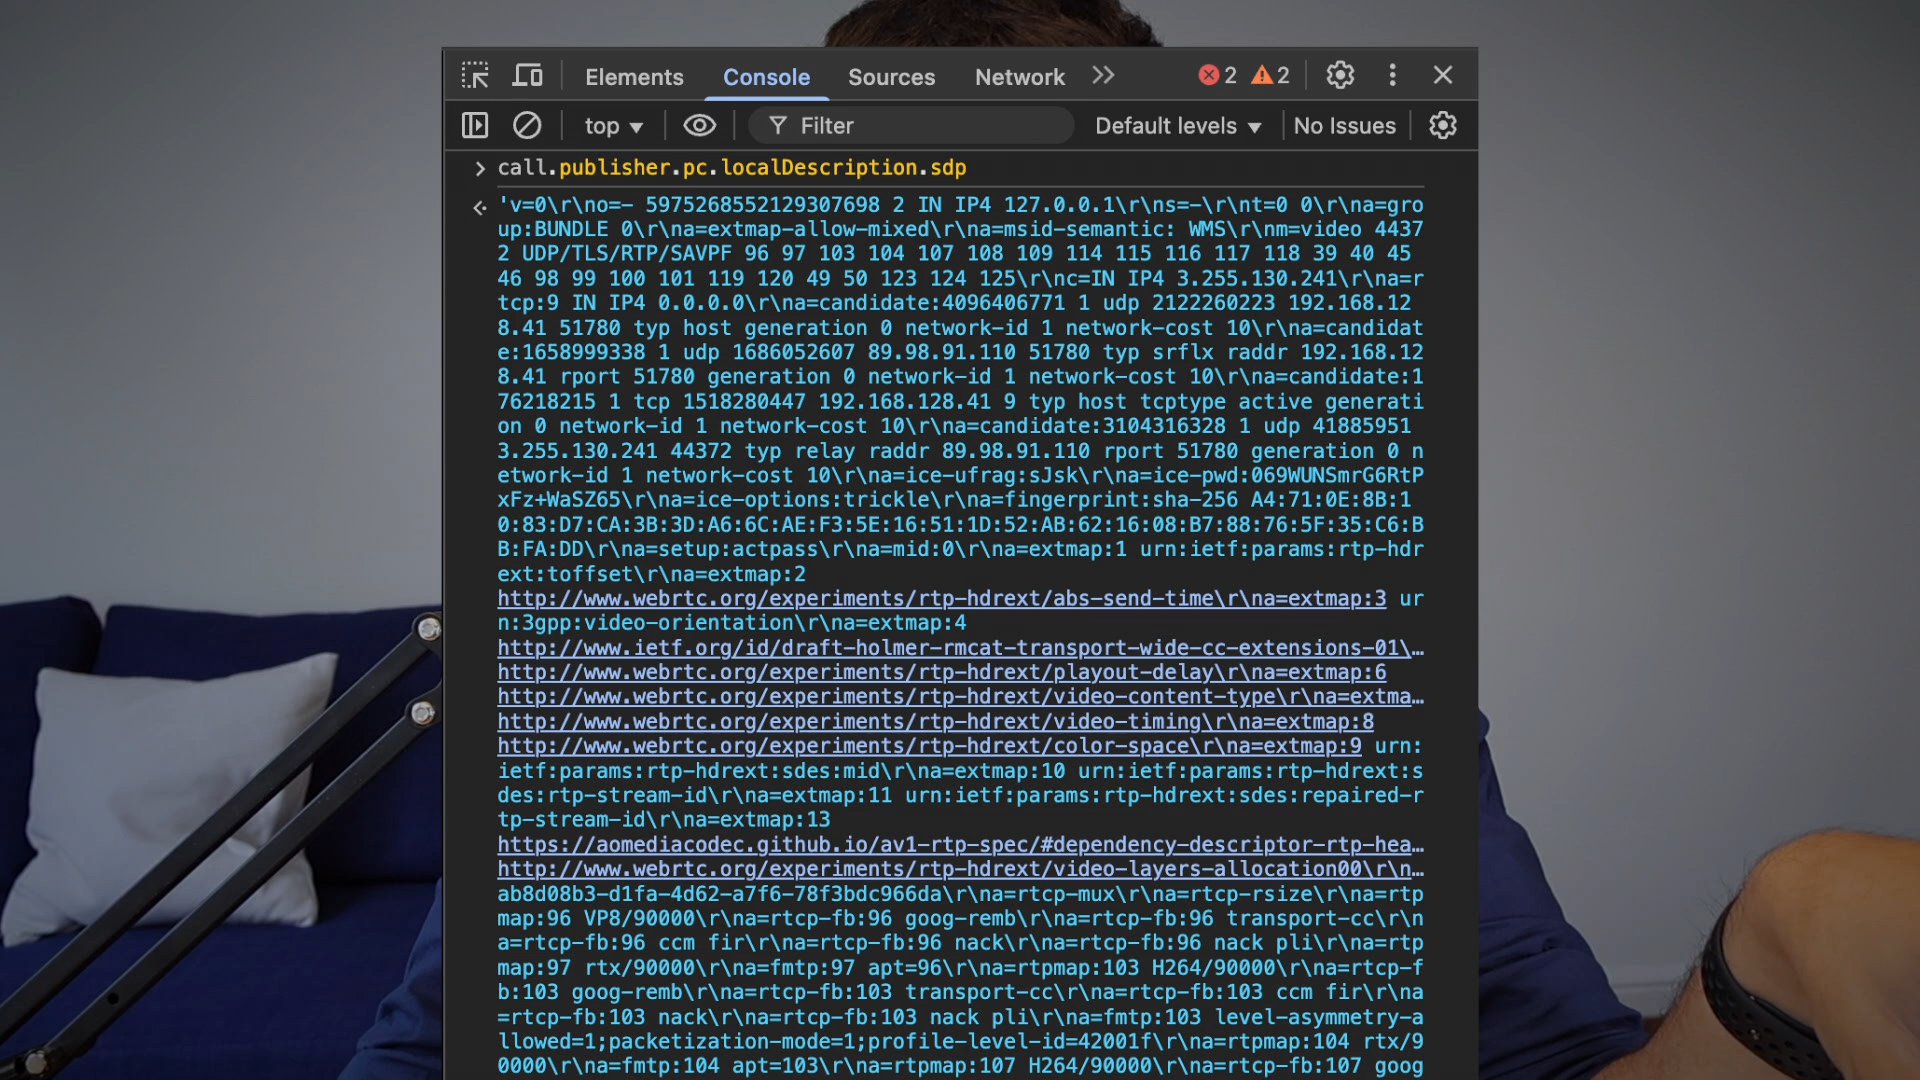 Elements Console Sources Network 2 2
top Filter Default levels No Issues
call.publisher.pc.localDescription.sdp
'v=0\r\no=- 5975268552129307698 2 IN IP4 127.0.0.1\r\ns=-\r\nt=0 0\r\na=gro
up:BUNDLE 0\r\na=extmap-allow-mixed\r\na=msid-semantic: WMS\r\nm=video 4437
2 UDP/TLS/RTP/SAVPF 96 97 103 104 107 108 109 114 115 116 117 118 39 40 45
46 98 99 100 101 119 120 49 50 123 124 125\r\nc=IN IP4 3.255.130.241\r\na=r
tcp:9 IN IP4 0.0.0.0\r\na=candidate:4096406771 1 udp 2122260223 192.168.12
8.41 51780 typ host generation 0 network-id 1 network-cost 10\r\na=candidat
e:1658999338 1 udp 1686052607 89.98.91.110 51780 typ srflx raddr 192.168.12
8.41 rport 51780 generation 0 network-id 1 network-cost 10\r\na=candidate:1
76218215 1 tcp 1518280447 192.168.128.41 9 typ host tcptype active generati
on 0 network-id 1 network-cost 10\r\na=candidate:3104316328 1 udp 41885951
3.255.130.241 44372 typ relay raddr 89.98.91.110 rport 51780 generation 0 n
etwork-id 1 network-cost 10\r\na=ice-ufrag:sJsk\r\na=ice-pwd:069WUNSmrG6RtP
xFz+WaSZ65\r\na=ice-options:trickle\r\na=fingerprint:sha-256 A4:71:0E:8B:1
0:83:D7:CA:3B:3D:A6:6C:AE:F3:5E:16:51:1D:52:AB:62:16:08:B7:88:76:5F:35:C6:B
B:FA:DD\r\na=setup:actpass\r\na=mid:0\r\na=extmap:1 urn:ietf:params:rtp-hdr
ext:toffset\r\na=extmap:2
http://www.webrtc.org/experiments/rtp-hdrext/abs-send-time\r\na=extmap:3 ur
n:3gpp:video-orientation\r\na=extmap:4
http://www.ietf.org/id/draft-holmer-rmcat-transport-wide-cc-extensions-01\…
http://www.webrtc.org/experiments/rtp-hdrext/playout-delay\r\na=extmap:6
http://www.webrtc.org/experiments/rtp-hdrext/video-content-type\r\na=extma…
http://www.webrtc.org/experiments/rtp-hdrext/video-timing\r\na=extmap:8
http://www.webrtc.org/experiments/rtp-hdrext/color-space\r\na=extmap:9 urn:
ietf:params:rtp-hdrext:sdes:mid\r\na=extmap:10 urn:ietf:params:rtp-hdrext:s
des:rtp-stream-id\r\na=extmap:11 urn:ietf:params:rtp-hdrext:sdes:repaired-r
tp-stream-id\r\na=extmap:13
https://aomediacodec.github.io/av1-rtp-spec/#dependency-descriptor-rtp-hea…
http://www.webrtc.org/experiments/rtp-hdrext/video-layers-allocation00\r\n…
ab8d08b3-d1fa-4d62-a7f6-78f3bdc966da\r\na=rtcp-mux\r\na=rtcp-rsize\r\na=rtp
map:96 VP8/90000\r\na=rtcp-fb:96 goog-remb\r\na=rtcp-fb:96 transport-cc\r\n
a=rtcp-fb:96 ccm fir\r\na=rtcp-fb:96 nack\r\na=rtcp-fb:96 nack pli\r\na=rtp
map:97 rtx/90000\r\na=fmtp:97 apt=96\r\na=rtpmap:103 H264/90000\r\na=rtcp-f
b:103 goog-remb\r\na=rtcp-fb:103 transport-cc\r\na=rtcp-fb:103 ccm fir\r\na
=rtcp-fb:103 nack\r\na=rtcp-fb:103 nack pli\r\na=fmtp:103 level-asymmetry-a
llowed=1;packetization-mode=1;profile-level-id=42001f\r\na=rtpmap:104 rtx/9
0000\r\na=fmtp:104 apt=103\r\na=rtpmap:107 H264/90000\r\na=rtcp-fb:107 goog